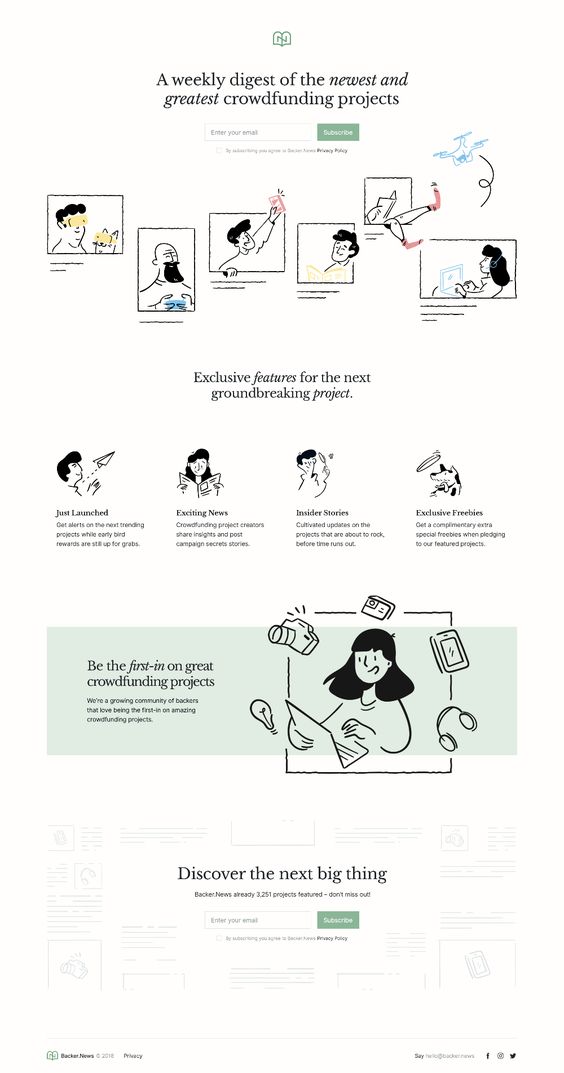 A weekly digest of the newest and
greatest crowdfunding projects
Enter your email
Subscribe
By subscribing you agree to Backer.News Privacy Policy
Exclusive features for the next
groundbreaking project.
Just Launched
Get alerts on the next trending
projects while early bird
rewards are still up for grabs.
Exciting News
Crowdfunding project creators
share insights and post
campaign secrets stories.
Insider Stories
Cultivated updates on the
projects that are about to rock,
before time runs out.
Exclusive Freebies
Get a complimentary extra
special freebies when pledging
to our featured projects.
Be the first-in on great
crowdfunding projects
We're a growing community of backers
that love being the first-in on amazing
crowdfunding projects.
Discover the next big thing
Backer.News already 3,251 projects featured – don't miss out!
Enter your email
Subscribe
By subscribing you agree to Backer.News Privacy Policy
Backer.News © 2018 Privacy
Say hello@backer.news